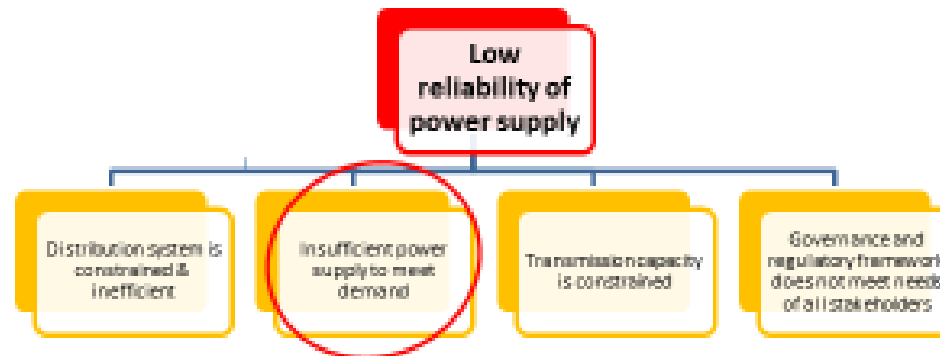 Low
reliability of
power supply
Distribution system is
constrained &
inefficient
Insufficient power
supply to meet
demand
Transmission capacity
is constrained
Governance and
regulatory framework
does not meet needs
of all stakeholders